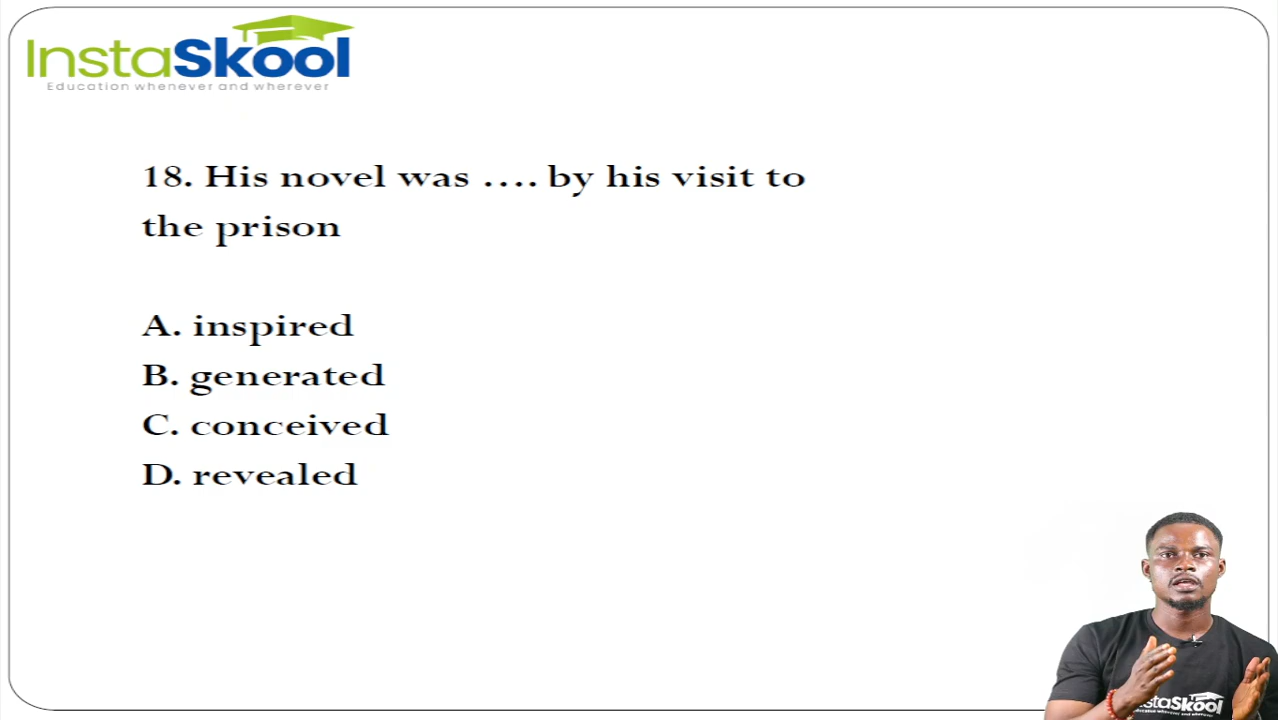 InstaSkool
Education whenever and wherever
18. His novel was .... by his visit to
the prison
A. inspired
B. generated
C. conceived
D. revealed